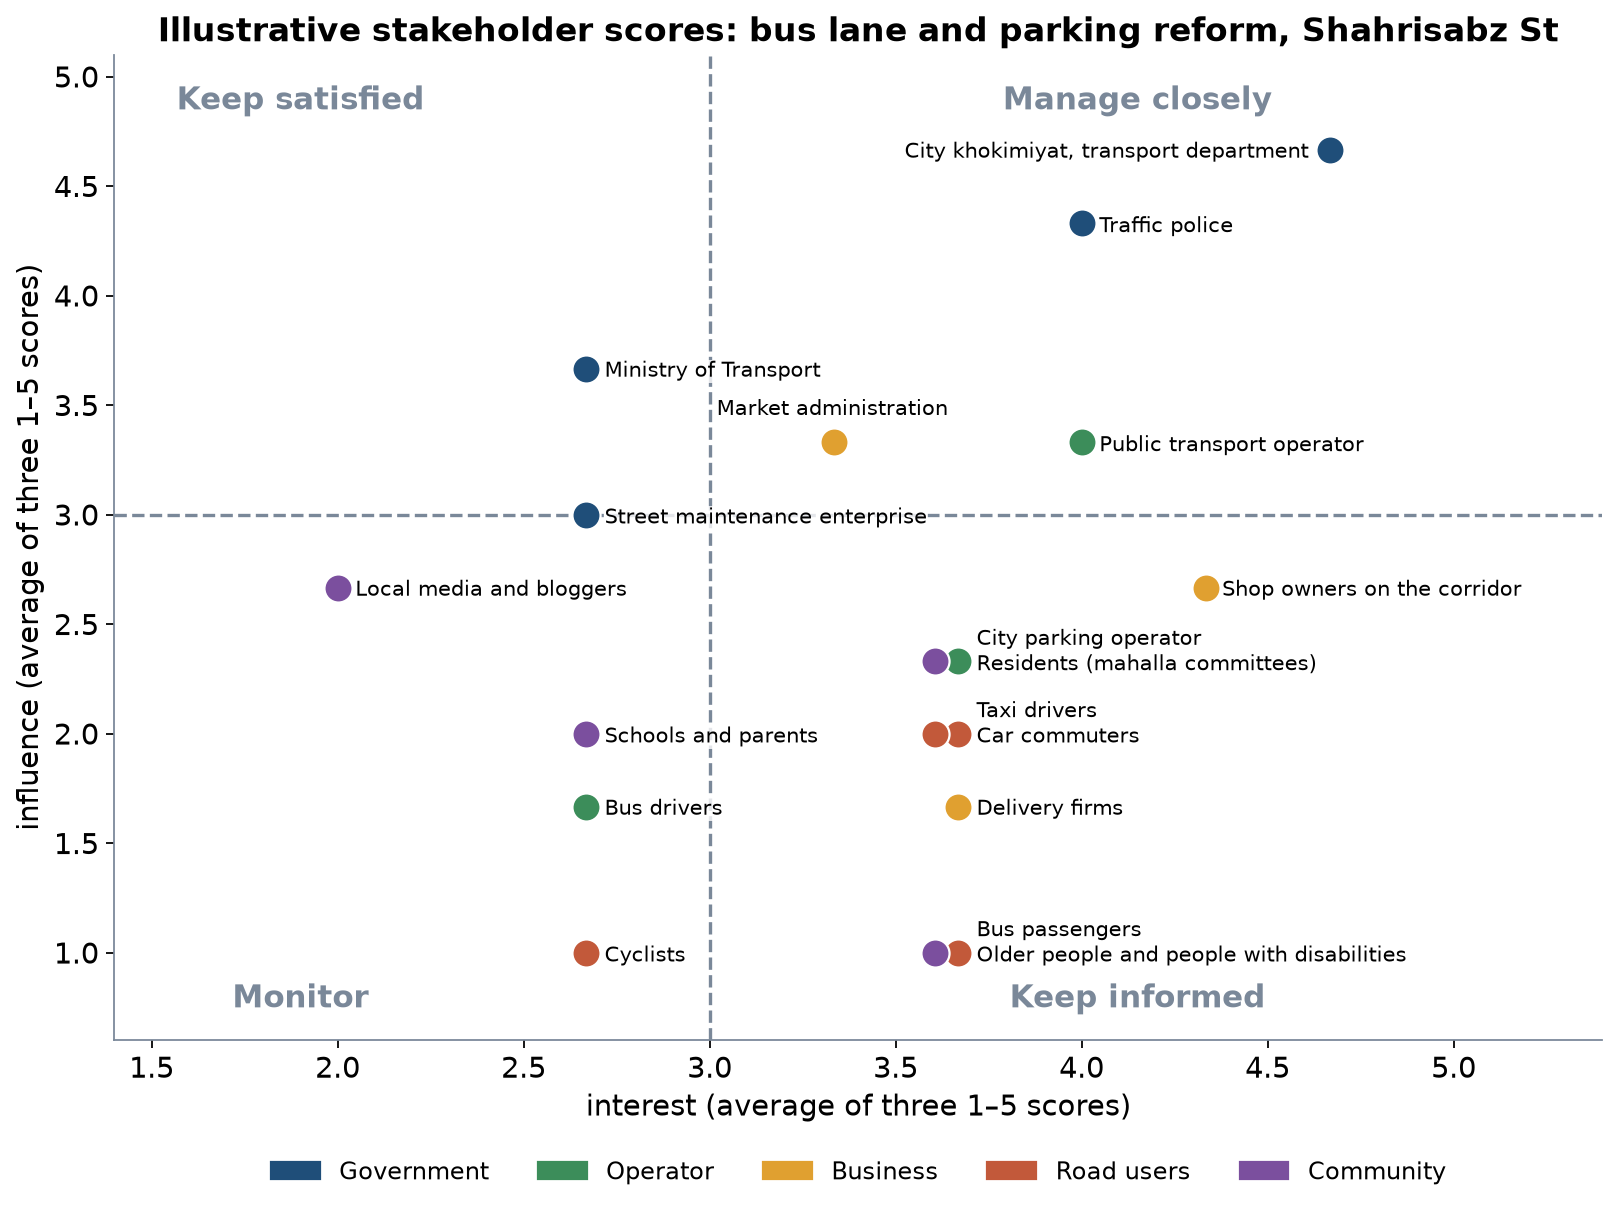 Illustrative stakeholder scores: bus lane and parking reform, Shahrisabz St
Keep satisfied
Manage closely
City khokimiyat, transport department
Traffic police
Ministry of Transport
Market administration
Public transport operator
Street maintenance enterprise
Local media and bloggers
Shop owners on the corridor
City parking operator
Residents (mahalla committees)
Taxi drivers
Schools and parents
Car commuters
Bus drivers
Delivery firms
Bus passengers
Cyclists
Older people and people with disabilities
Monitor
Keep informed
influence (average of three 1–5 scores)
5.0
4.5
4.0
3.5
3.0
2.5
2.0
1.5
1.0
1.5 2.0 2.5 3.0 3.5 4.0 4.5 5.0
interest (average of three 1–5 scores)
Government Operator Business Road users Community